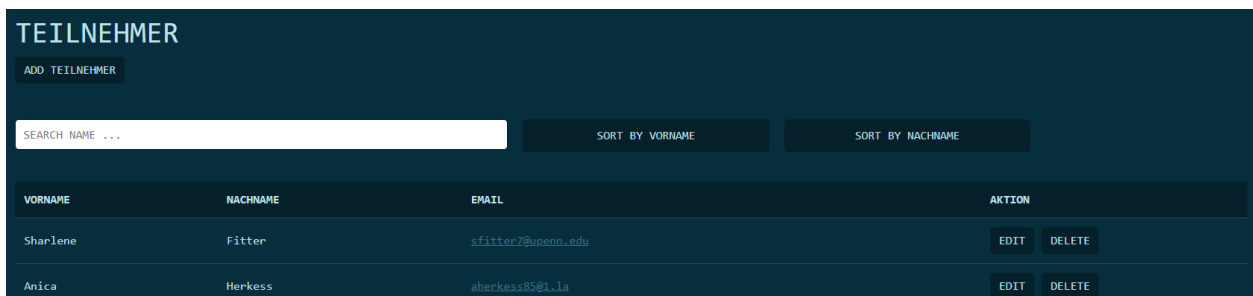 TEILNEHMER
ADD TEILNEHMER
SEARCH NAME ...
SORT BY VORNAME
SORT BY NACHNAME
VORNAME NACHNAME EMAIL AKTION
Sharlene Fitter sfitter7@upenn.edu EDIT DELETE
Anica Herkess aherkess85@1.la EDIT DELETE